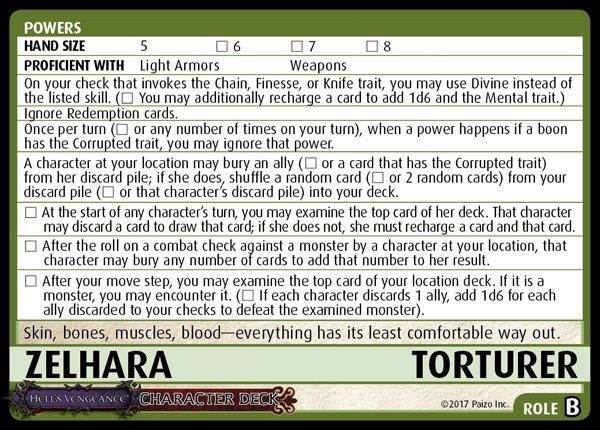 POWERS
HAND SIZE 5 □ 6 □ 7 □ 8
PROFICIENT WITH Light Armors Weapons
On your check that invokes the Chain, Finesse, or Knife trait, you may use Divine instead of
the listed skill. (□ You may additionally recharge a card to add 1d6 and the Mental trait.)
Ignore Redemption cards.
Once per turn (□ or any number of times on your turn), when a power happens if a boon
has the Corrupted trait, you may ignore that power.
A character at your location may bury an ally (□ or a card that has the Corrupted trait)
from her discard pile; if she does, shuffle a random card (□ or 2 random cards) from your
discard pile (□ or that character's discard pile) into your deck.
□ At the start of any character's turn, you may examine the top card of her deck. That character
may discard a card to draw that card; if she does not, she must recharge a card and that card.
□ After the roll on a combat check against a monster by a character at your location, that
character may bury any number of cards to add that number to her result.
□ After your move step, you may examine the top card of your location deck. If it is a
monster, you may encounter it. (□ If each character discards 1 ally, add 1d6 for each
ally discarded to your checks to defeat the examined monster).
Skin, bones, muscles, blood—everything has its least comfortable way out.
ZELHARA TORTURER
HELL'S VENGEANCE CHARACTER DECK
©2017 Paizo Inc. ROLE B